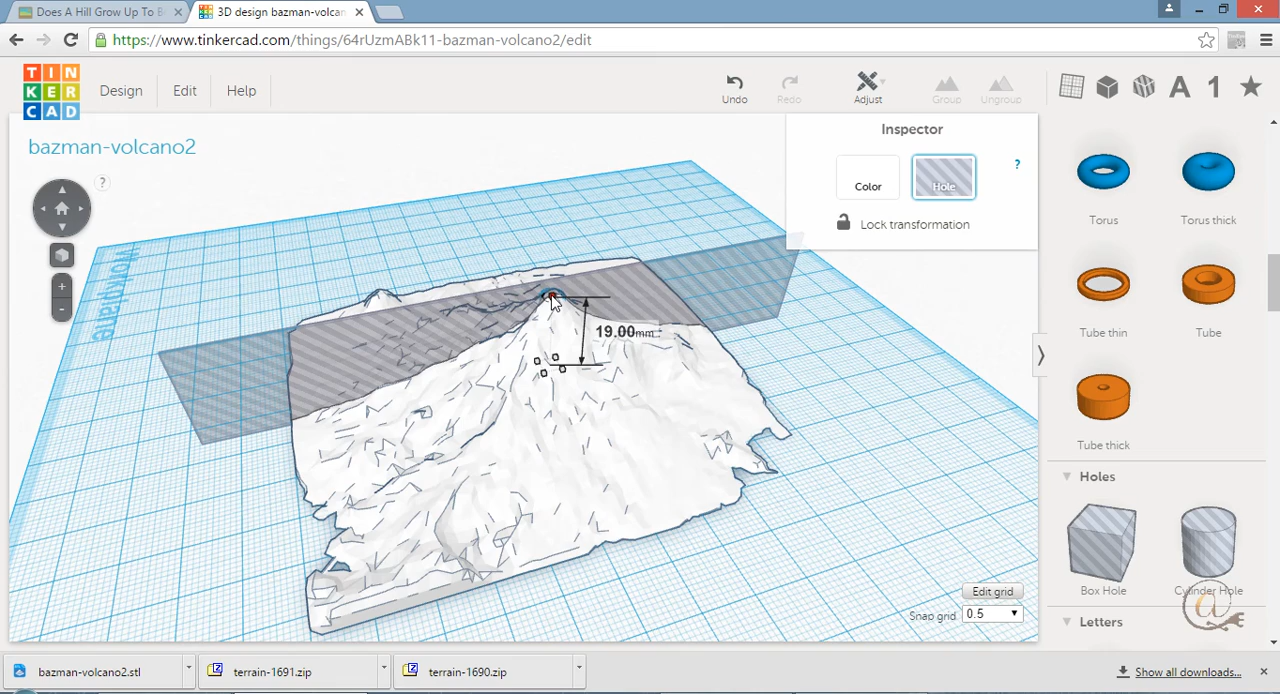 Does A Hill Grow Up To B
3D design bazman-volcan
https://www.tinkercad.com/things/64rUzmABk11-bazman-volcano2/edit
TIN
KER
CAD
Design
Edit
Help
Undo
Redo
Adjust
Group
Ungroup
A
1
bazman-volcano2
?
Inspector
Color
Hole
?
Lock transformation
Workplane
19.00mm
+
-
Torus
Torus thick
Tube thin
Tube
Tube thick
Holes
Box Hole
Cylinder Hole
Letters
Edit grid
Snap grid
0.5
bazman-volcano2.stl
terrain-1691.zip
terrain-1690.zip
Show all downloads...